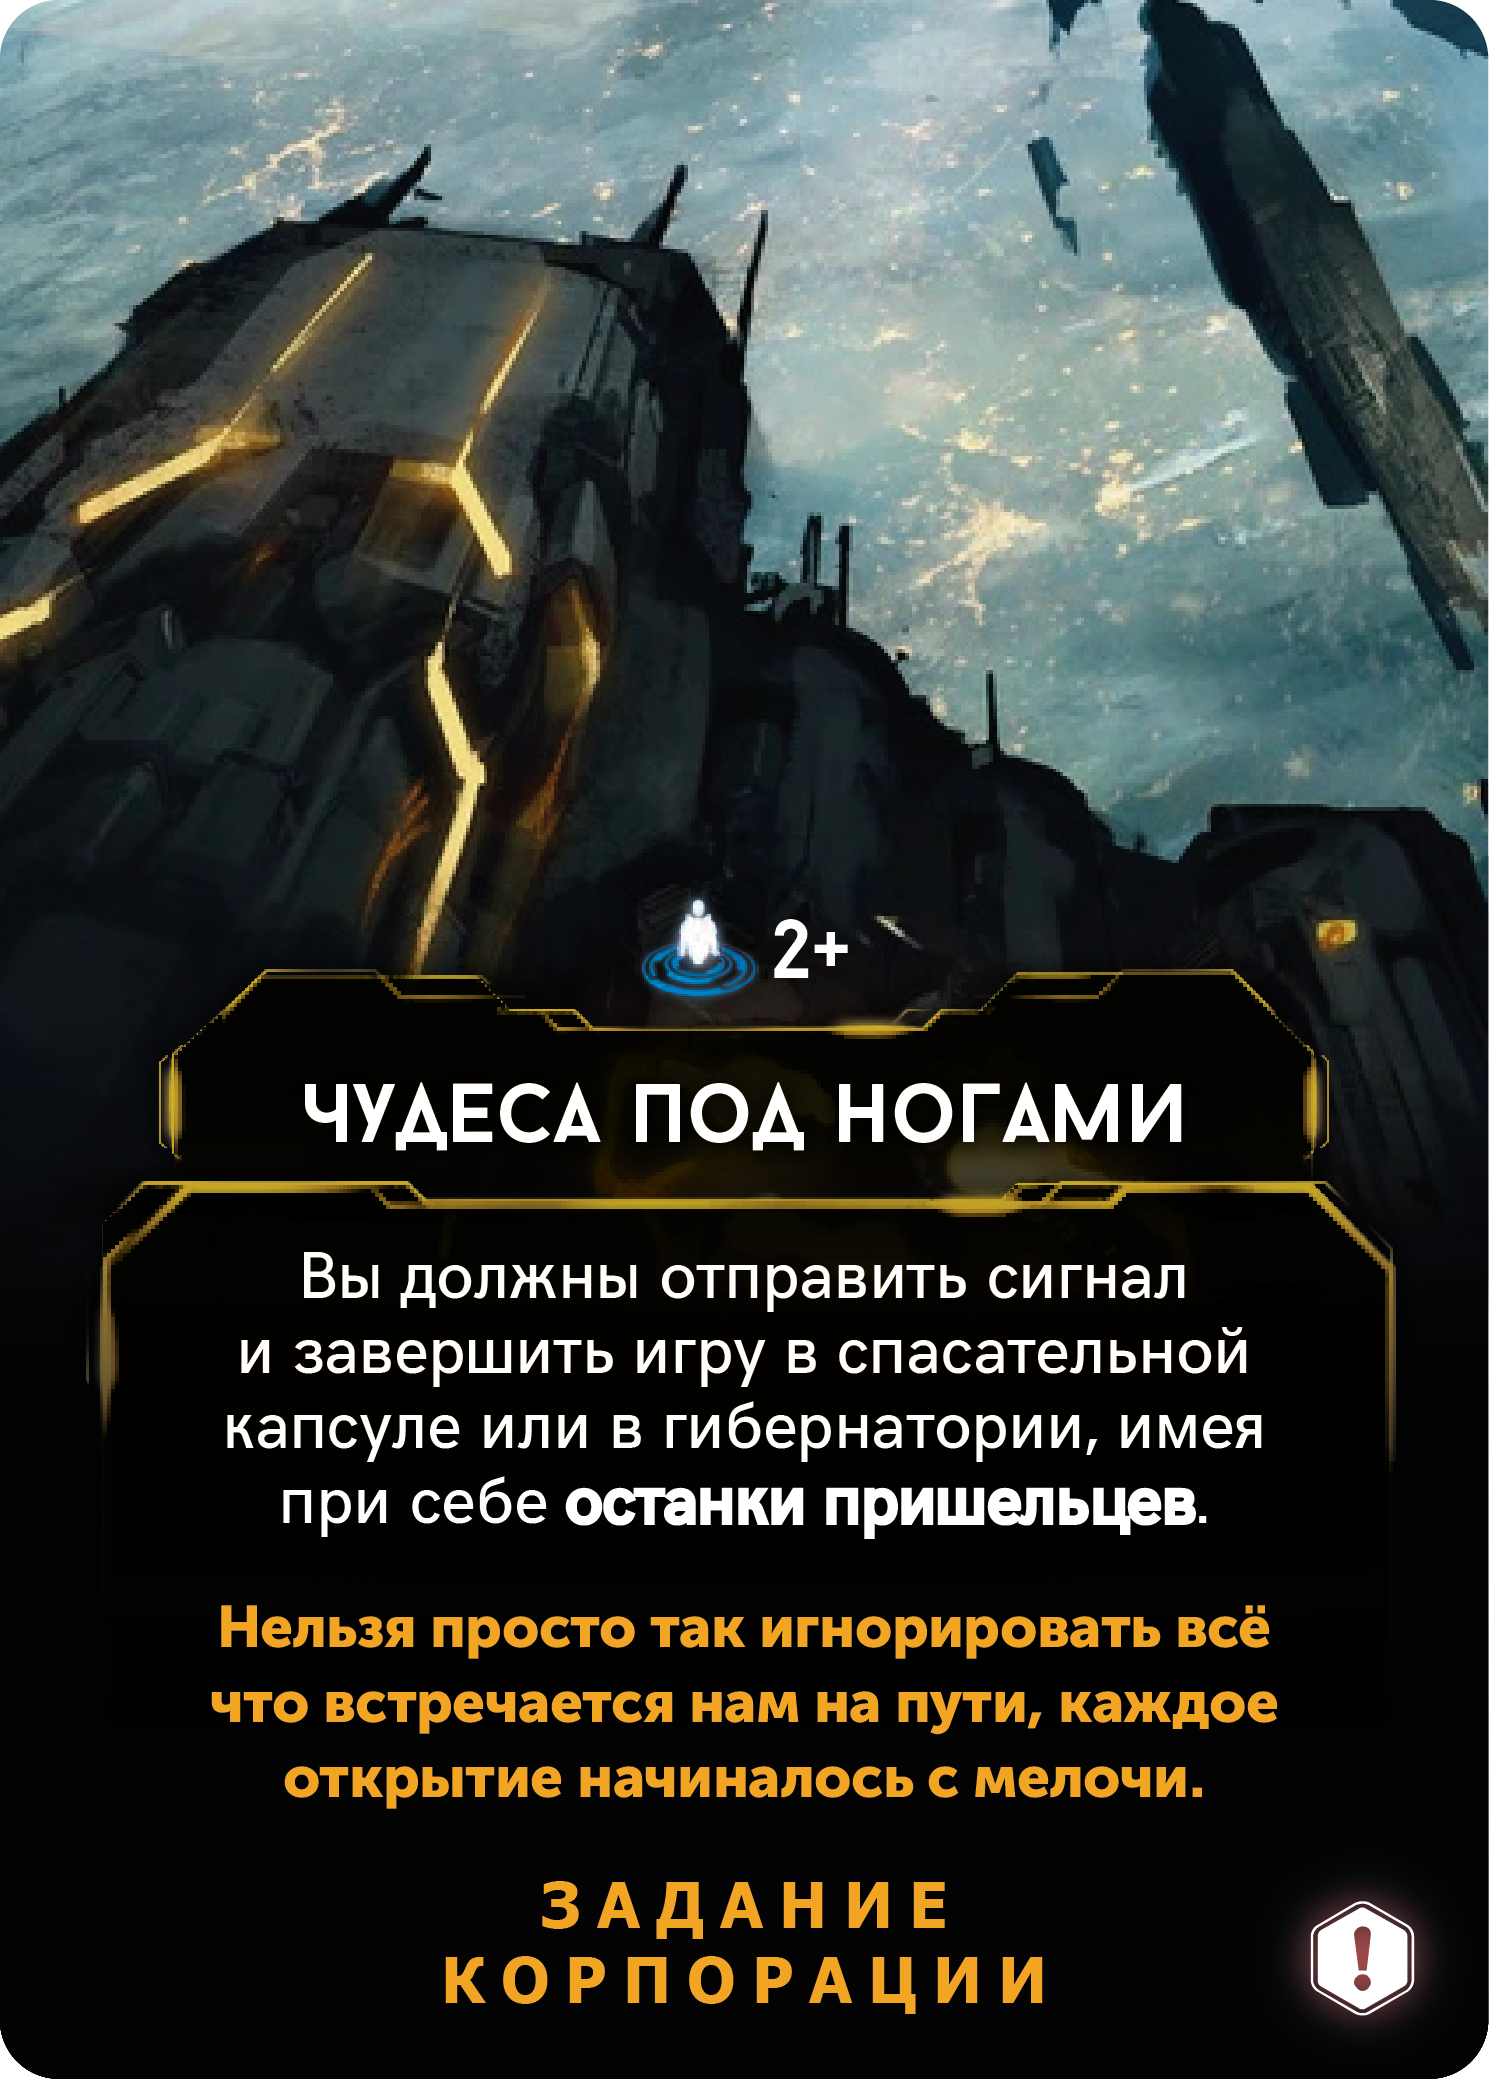 2+
ЧУДЕСА ПОД НОГАМИ
Вы должны отправить сигнал
и завершить игру в спасательной
капсуле или в гибернатории, имея
при себе останки пришельцев.
Нельзя просто так игнорировать всё
что встречается нам на пути, каждое
открытие начиналось с мелочи.
ЗАДАНИЕ
КОРПОРАЦИИ
!